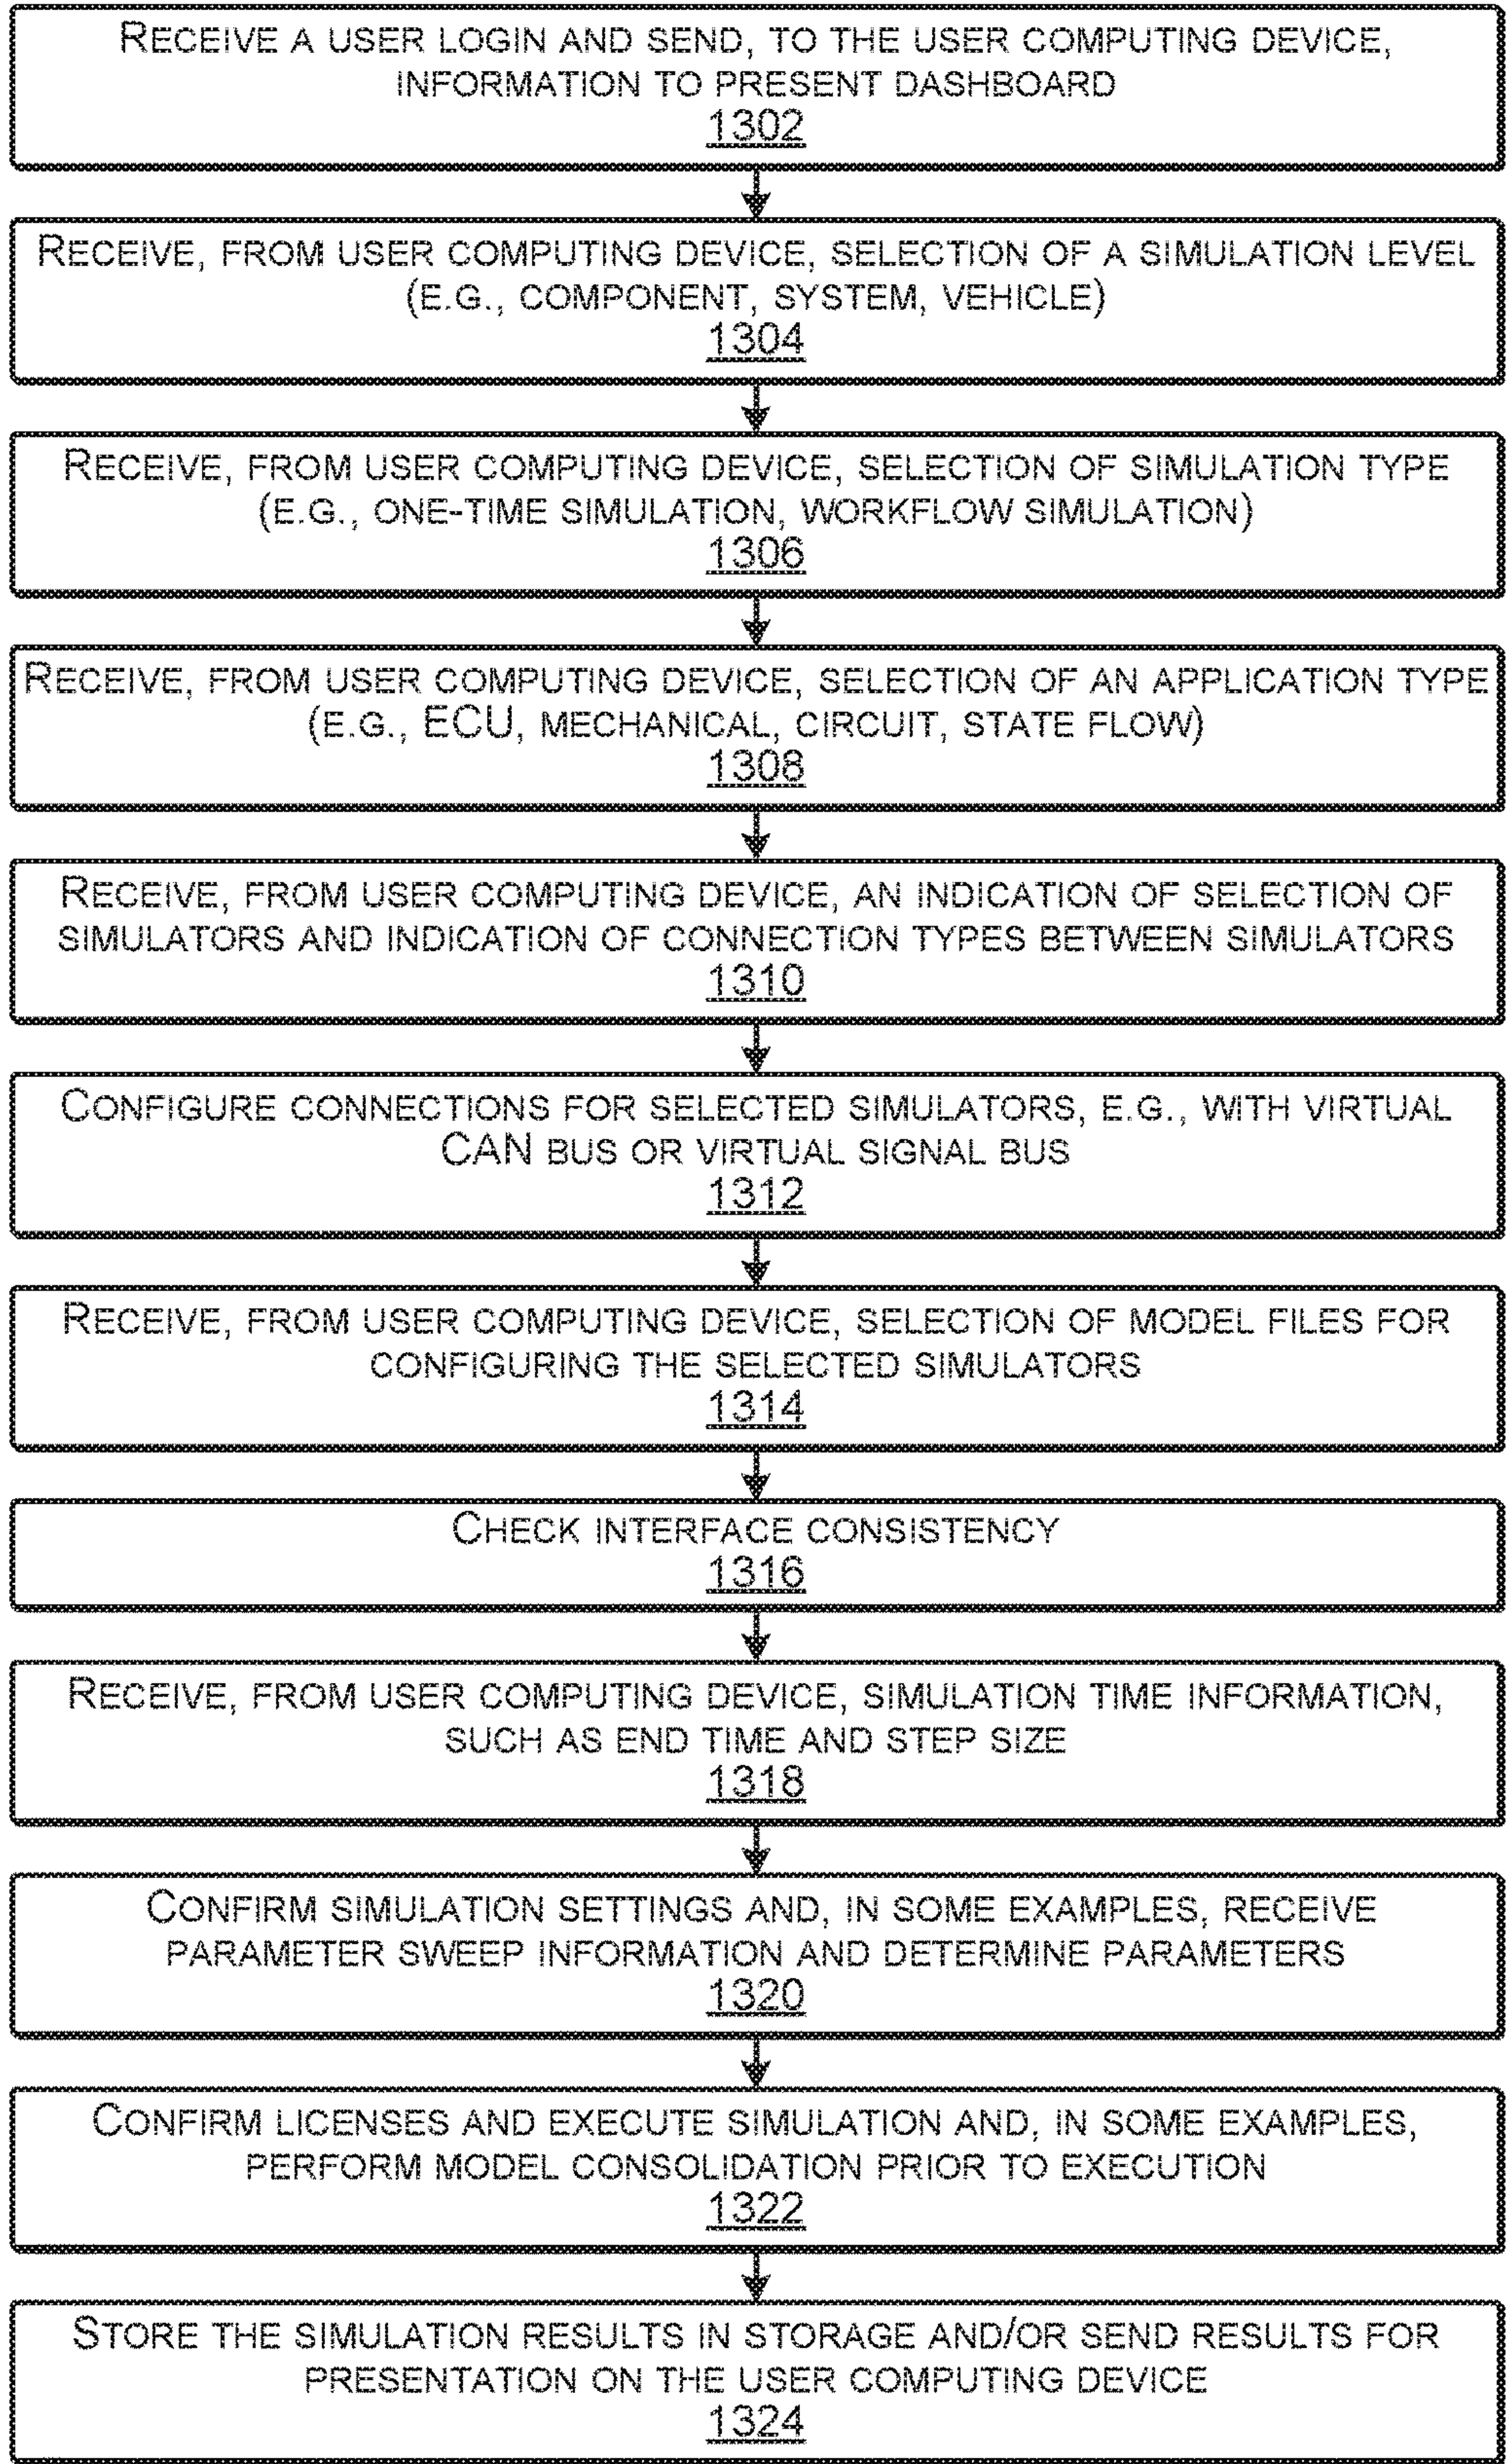 RECEIVE A USER LOGIN AND SEND, TO THE USER COMPUTING DEVICE,
INFORMATION TO PRESENT DASHBOARD
1302
RECEIVE, FROM USER COMPUTING DEVICE, SELECTION OF A SIMULATION LEVEL
(E.G., COMPONENT, SYSTEM, VEHICLE)
1304
RECEIVE, FROM USER COMPUTING DEVICE, SELECTION OF SIMULATION TYPE
(E.G., ONE-TIME SIMULATION, WORKFLOW SIMULATION)
1306
RECEIVE, FROM USER COMPUTING DEVICE, SELECTION OF AN APPLICATION TYPE
(E.G., ECU, MECHANICAL, CIRCUIT, STATE FLOW)
1308
RECEIVE, FROM USER COMPUTING DEVICE, AN INDICATION OF SELECTION OF
SIMULATORS AND INDICATION OF CONNECTION TYPES BETWEEN SIMULATORS
1310
CONFIGURE CONNECTIONS FOR SELECTED SIMULATORS, E.G., WITH VIRTUAL
CAN BUS OR VIRTUAL SIGNAL BUS
1312
RECEIVE, FROM USER COMPUTING DEVICE, SELECTION OF MODEL FILES FOR
CONFIGURING THE SELECTED SIMULATORS
1314
CHECK INTERFACE CONSISTENCY
1316
RECEIVE, FROM USER COMPUTING DEVICE, SIMULATION TIME INFORMATION,
SUCH AS END TIME AND STEP SIZE
1318
CONFIRM SIMULATION SETTINGS AND, IN SOME EXAMPLES, RECEIVE
PARAMETER SWEEP INFORMATION AND DETERMINE PARAMETERS
1320
CONFIRM LICENSES AND EXECUTE SIMULATION AND, IN SOME EXAMPLES,
PERFORM MODEL CONSOLIDATION PRIOR TO EXECUTION
1322
STORE THE SIMULATION RESULTS IN STORAGE AND/OR SEND RESULTS FOR
PRESENTATION ON THE USER COMPUTING DEVICE
1324